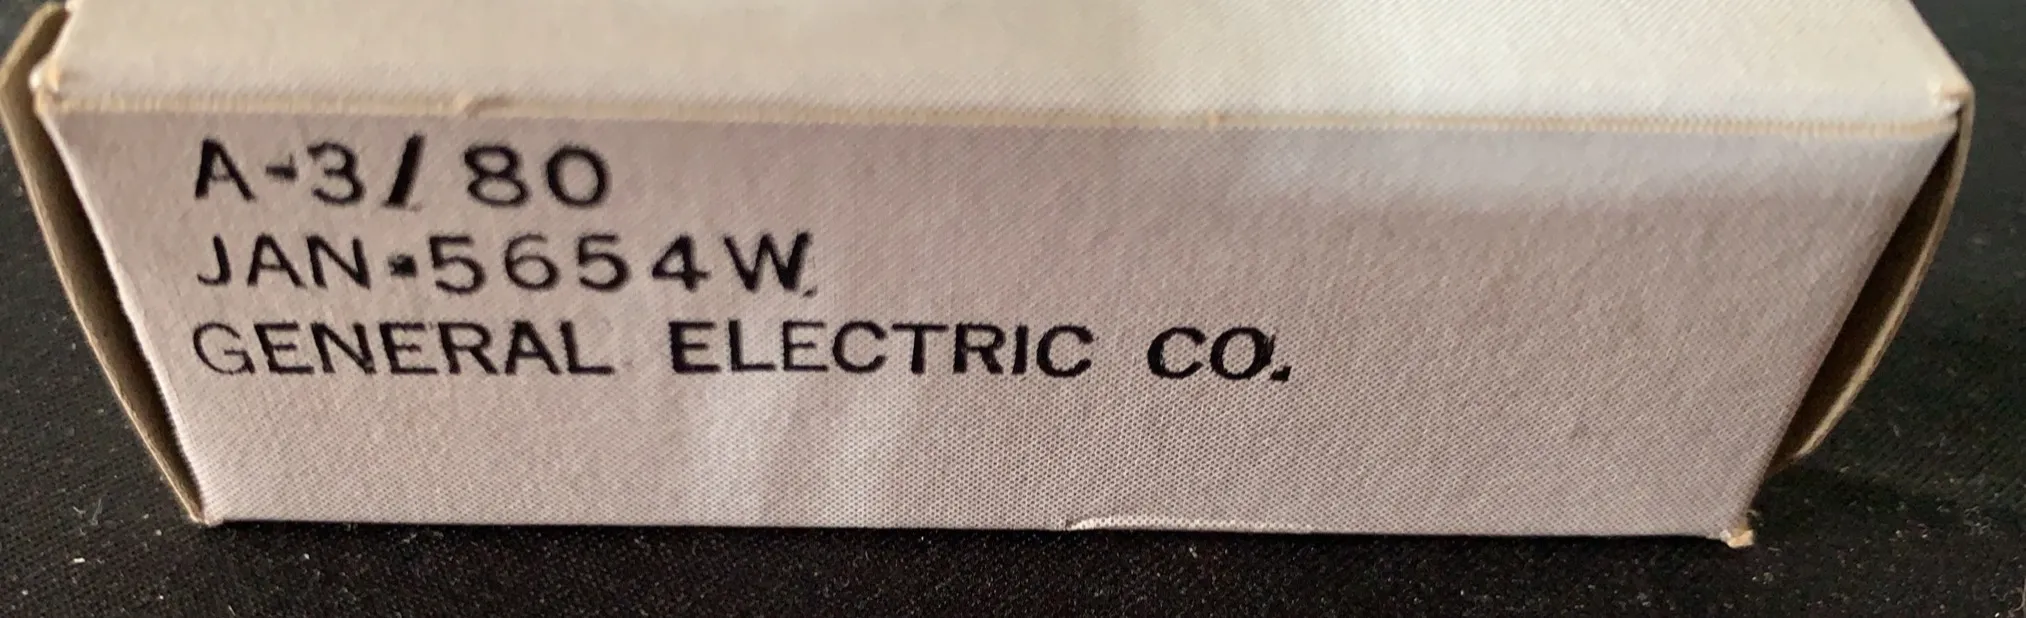 A-3/80
JAN-5654W
GENERAL ELECTRIC CO.